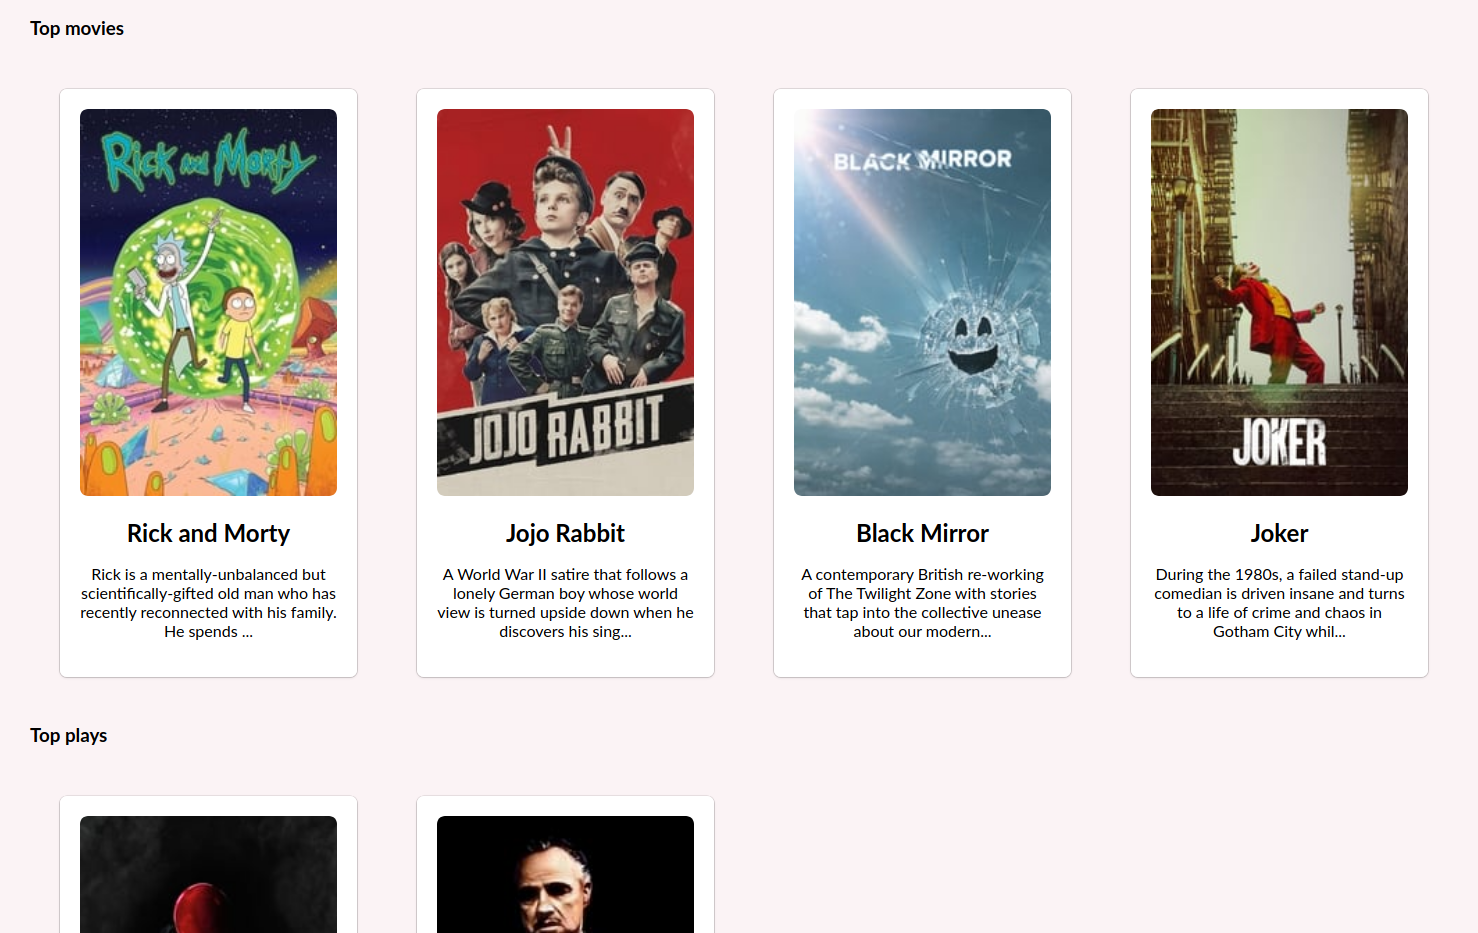 Top movies
Rick and Morty
JOJO RABBIT
BLACK MIRROR
JOKER
Rick and Morty
Rick is a mentally-unbalanced but
scientifically-gifted old man who has
recently reconnected with his family.
He spends ...
Jojo Rabbit
A World War II satire that follows a
lonely German boy whose world
view is turned upside down when he
discovers his sing...
Black Mirror
A contemporary British re-working
of The Twilight Zone with stories
that tap into the collective unease
about our modern...
Joker
During the 1980s, a failed stand-up
comedian is driven insane and turns
to a life of crime and chaos in
Gotham City whil...
Top plays